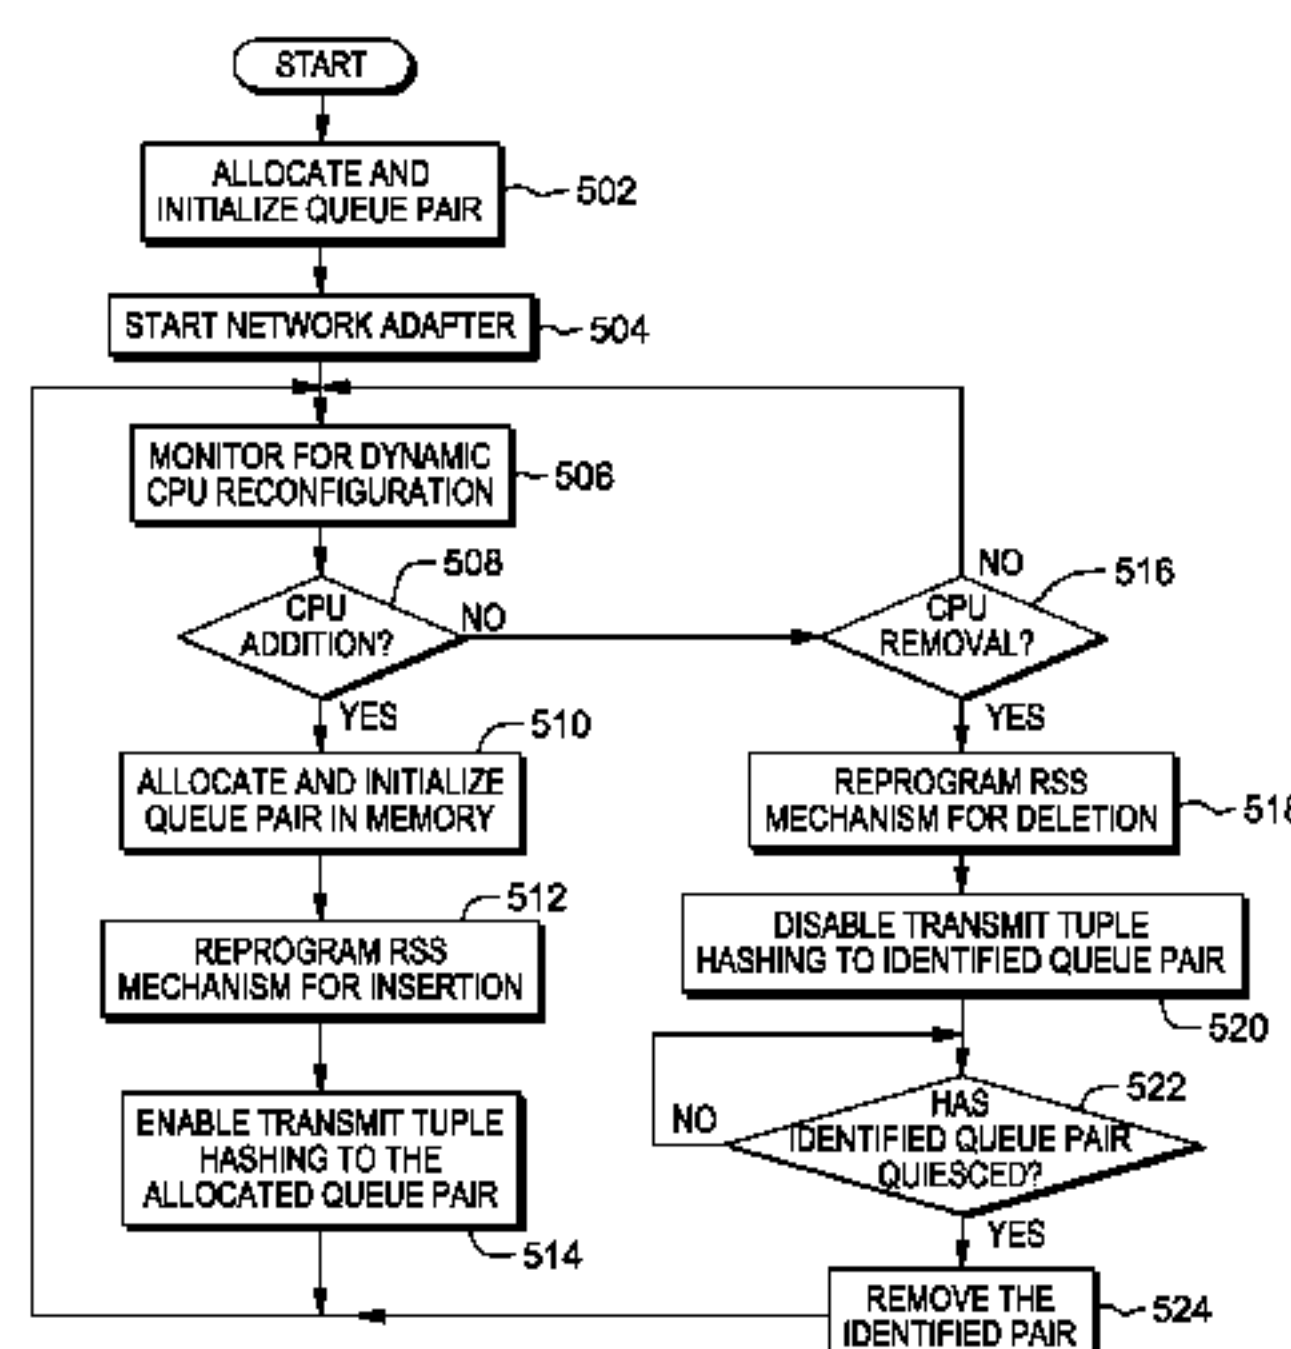 START
ALLOCATE AND
INITIALIZE QUEUE PAIR
502
START NETWORK ADAPTER
504
MONITOR FOR DYNAMIC
CPU RECONFIGURATION
506
CPU
ADDITION?
508
NO
YES
ALLOCATE AND INITIALIZE
QUEUE PAIR IN MEMORY
510
REPROGRAM RSS
MECHANISM FOR INSERTION
512
ENABLE TRANSMIT TUPLE
HASHING TO THE
ALLOCATED QUEUE PAIR
514
CPU
REMOVAL?
516
NO
YES
REPROGRAM RSS
MECHANISM FOR DELETION
518
DISABLE TRANSMIT TUPLE
HASHING TO IDENTIFIED QUEUE PAIR
520
HAS
IDENTIFIED QUEUE PAIR
QUIESCED?
522
NO
YES
REMOVE THE
IDENTIFIED PAIR
524